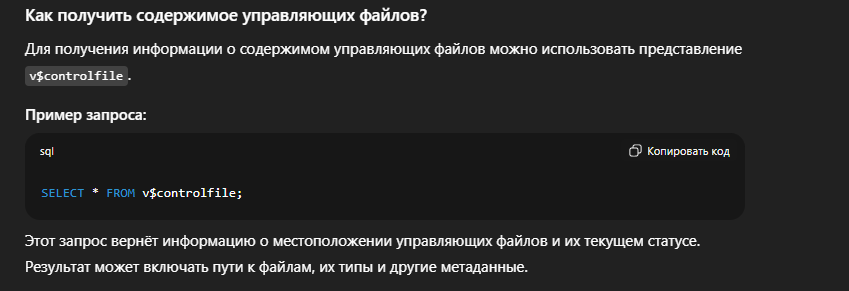 Как получить содержимое управляющих файлов?
Для получения информации о содержимом управляющих файлов можно использовать представление
v$controlfile.
Пример запроса:
sql
Копировать код
SELECT * FROM v$controlfile;
Этот запрос вернёт информацию о местоположении управляющих файлов и их текущем статусе.
Результат может включать пути к файлам, их типы и другие метаданные.